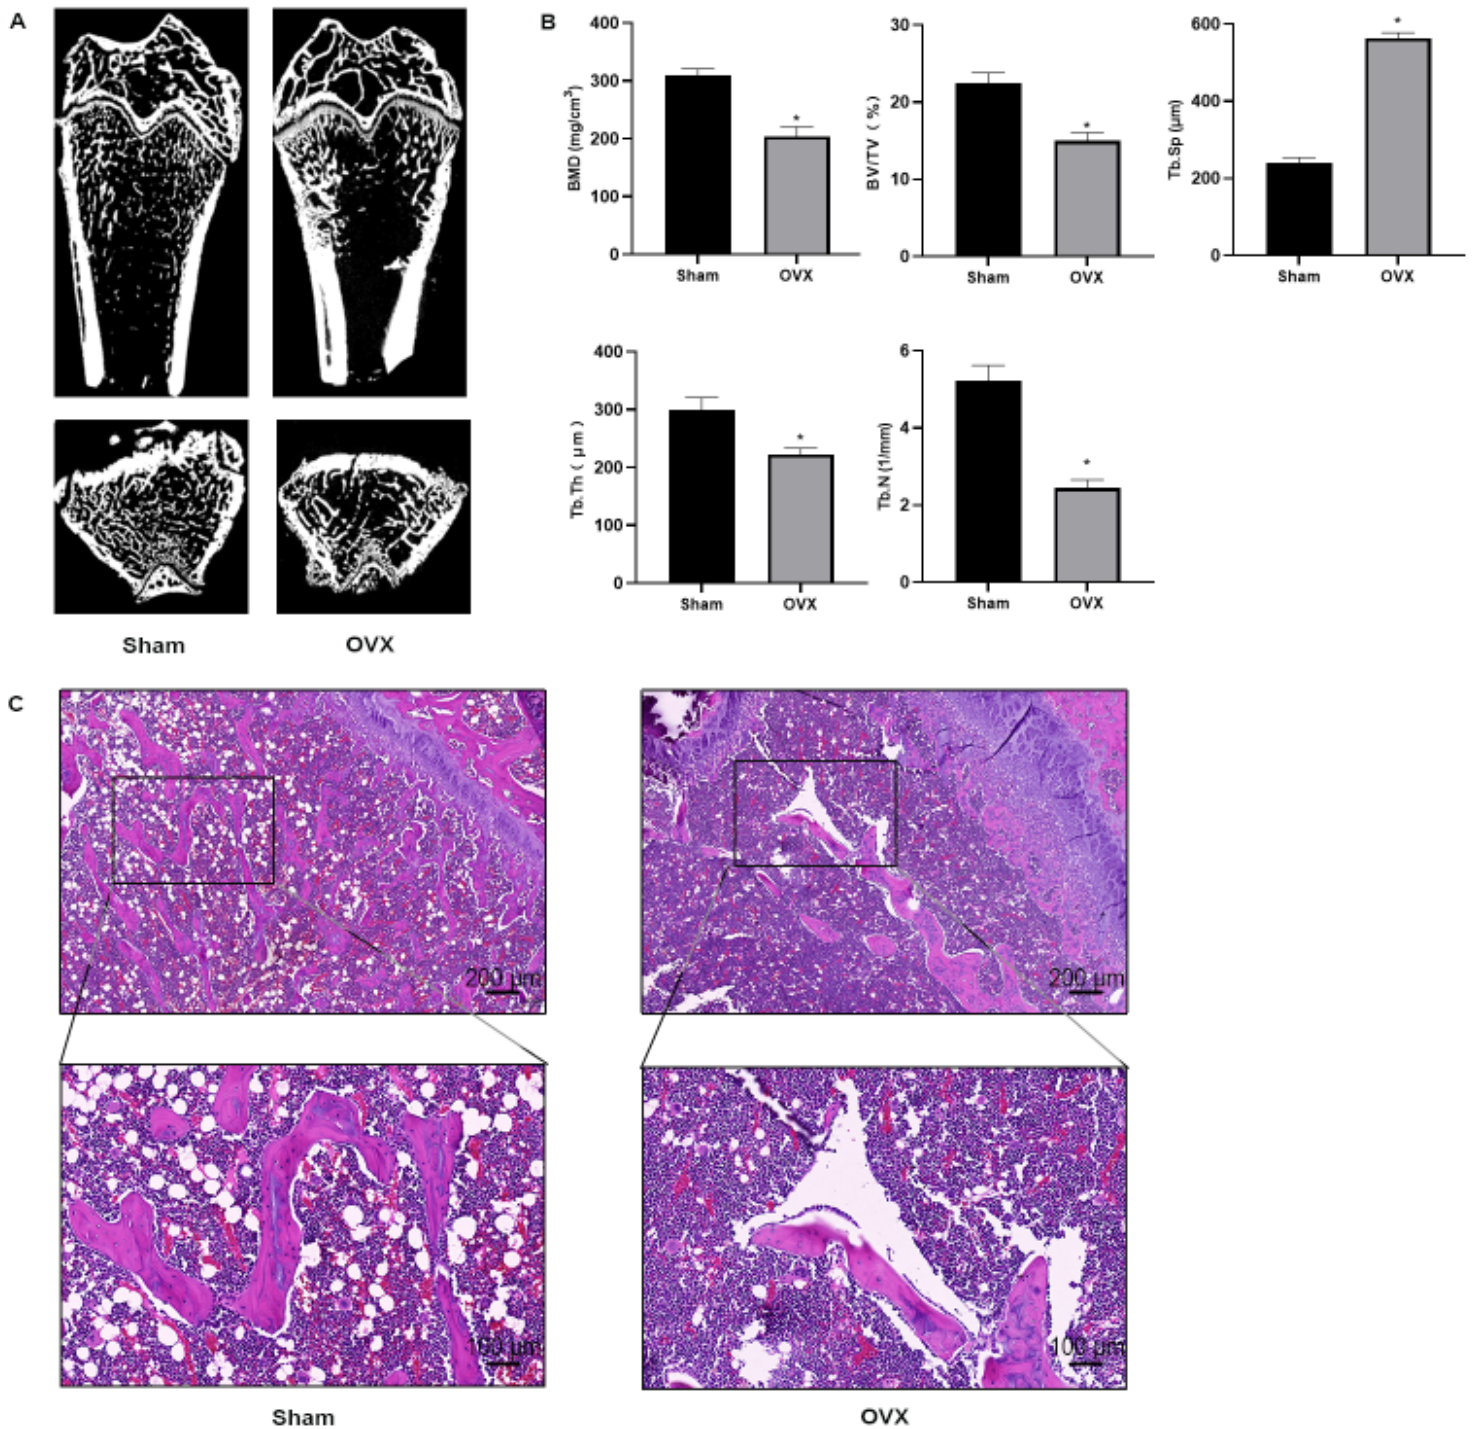 A
Sham
OVX
B
400
300
200
100
0
BMD (mg/cm³)
*
Sham
OVX
30
20
10
0
BV/TV ( %)
*
Sham
OVX
600
400
200
0
Tb.Sp (μm)
*
Sham
OVX
400
300
200
100
0
Tb.Th ( μm )
*
Sham
OVX
6
4
2
0
Tb.N (1/mm)
*
Sham
OVX
C
200 μm
200 μm
100 μm
100 μm
Sham
OVX